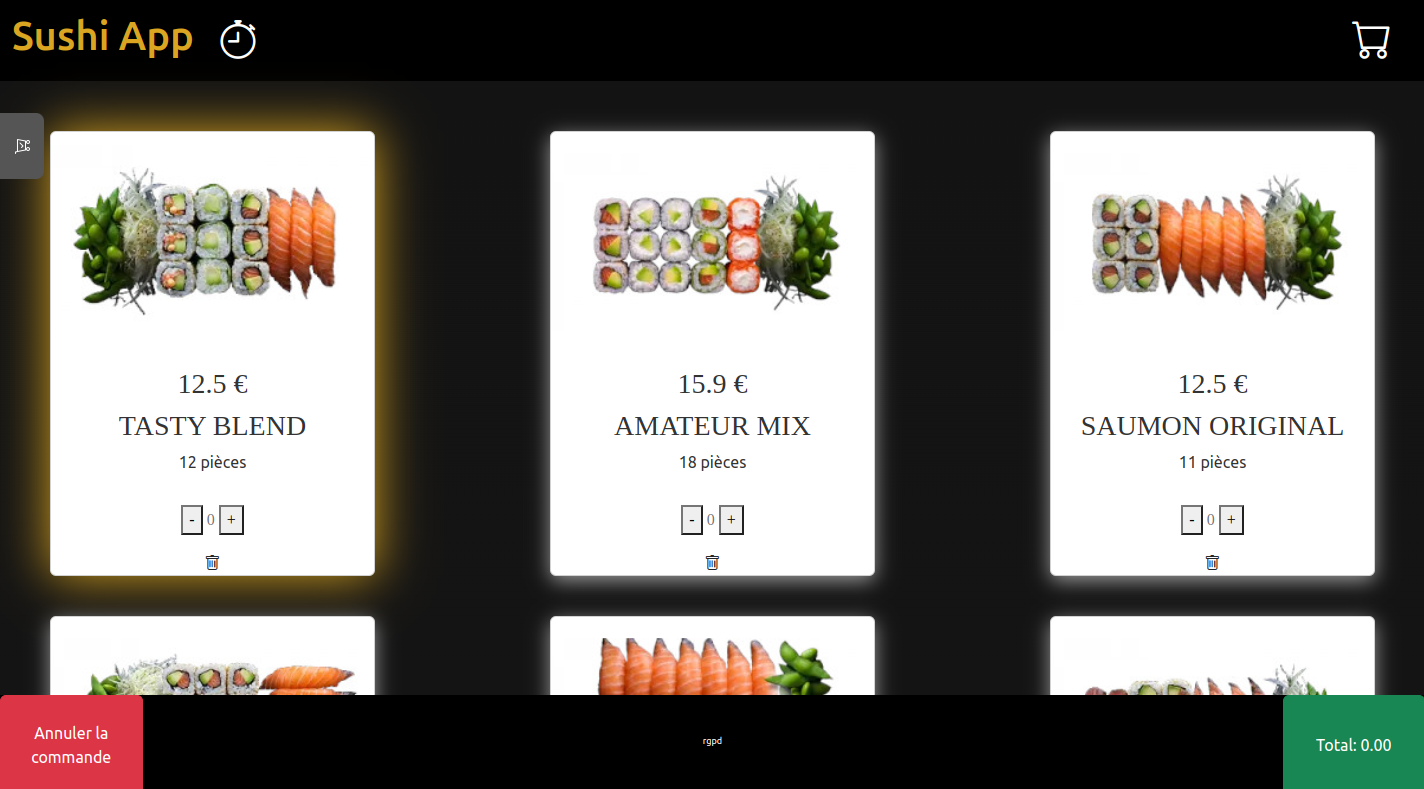 Sushi App
12.5 €
TASTY BLEND
12 pièces
- 0 +
15.9 €
AMATEUR MIX
18 pièces
- 0 +
12.5 €
SAUMON ORIGINAL
11 pièces
- 0 +
Annuler la
commande
rgpd
Total: 0.00